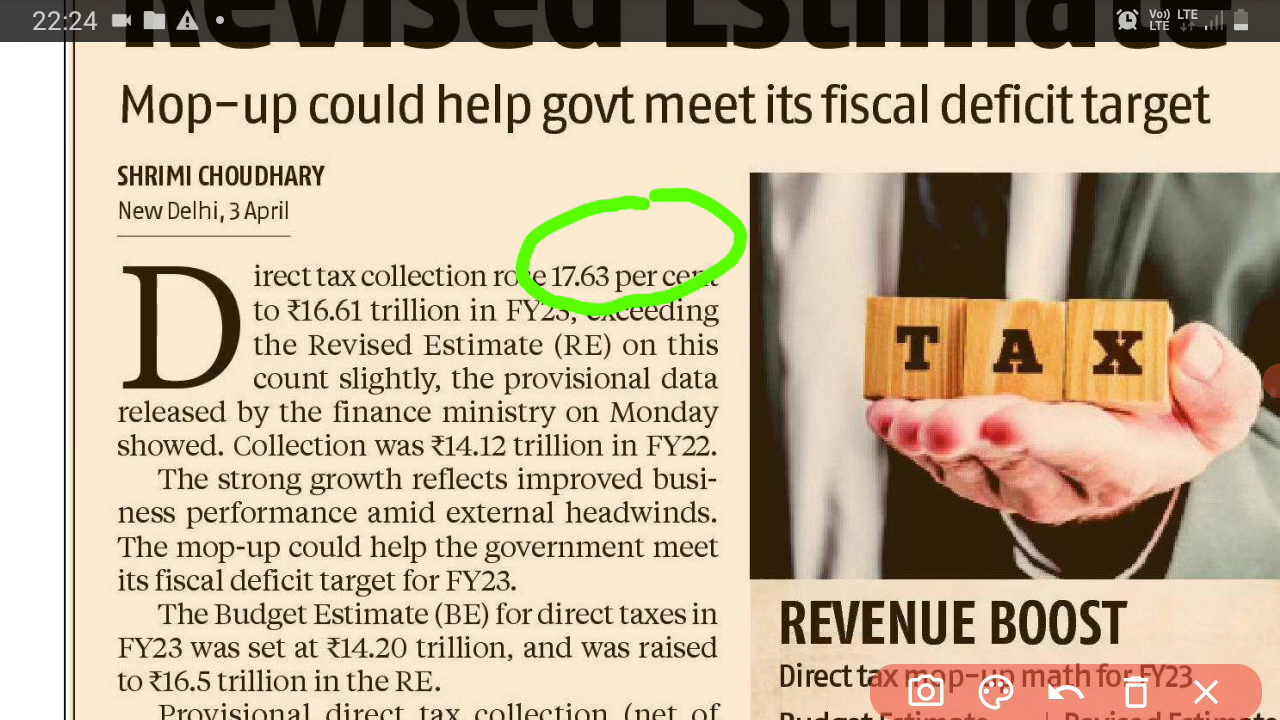 22:24
Vo) LTE
LTE
Revised Estimate
Mop-up could help govt meet its fiscal deficit target
SHRIMI CHOUDHARY
New Delhi, 3 April
Direct tax collection rose 17.63 per cent
to ₹16.61 trillion in FY23, exceeding
the Revised Estimate (RE) on this
count slightly, the provisional data
released by the finance ministry on Monday
showed. Collection was ₹14.12 trillion in FY22.
The strong growth reflects improved busi-
ness performance amid external headwinds.
The mop-up could help the government meet
its fiscal deficit target for FY23.
The Budget Estimate (BE) for direct taxes in
FY23 was set at ₹14.20 trillion, and was raised
to ₹16.5 trillion in the RE.
Provisional direct tax collection (net of
TAX
REVENUE BOOST
Direct tax mop-up math for FY23
Budget Estimate Revised Estimate